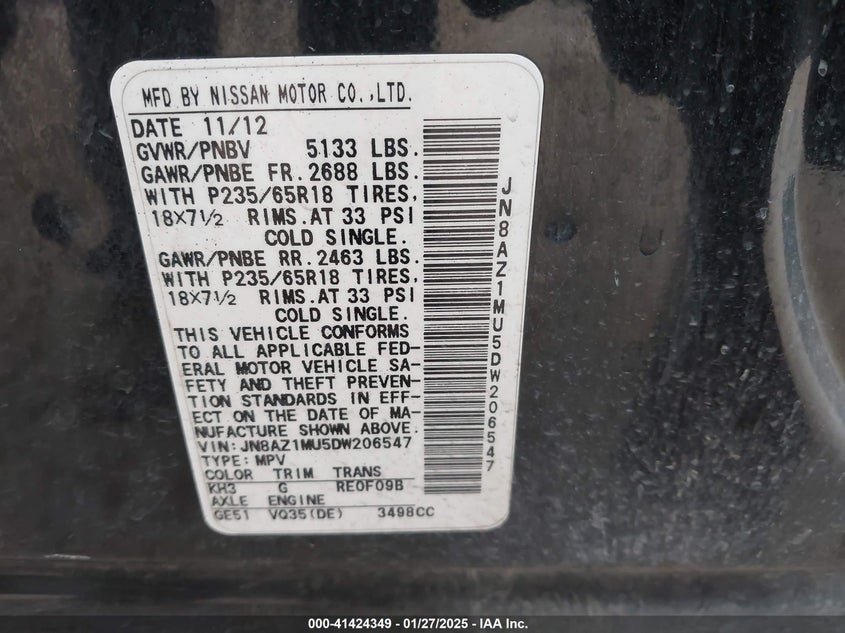 MFD BY NISSAN MOTOR CO.,LTD.
DATE 11/12
GVWR/PNBV 5133 LBS.
GAWR/PNBE FR.2688 LBS.
WITH P235/65R18 TIRES,
18X7½ RIMS.AT 33 PSI
COLD SINGLE.
GAWR/PNBE RR.2463 LBS.
WITH P235/65R18 TIRES,
18X7½ RIMS.AT 33 PSI
COLD SINGLE.
THIS VEHICLE CONFORMS
TO ALL APPLICABLE FED-
ERAL MOTOR VEHICLE SA-
FETY AND THEFT PREVEN-
TION STANDARDS IN EFF-
ECT ON THE DATE OF MA-
NUFACTURE SHOWN ABOVE.
VIN:JN8AZ1MU5DW206547
TYPE:MPV
COLOR TRIM TRANS
KH3 G RE0F09B
AXLE ENGINE
GE51 VQ35(DE) 3498CC
JN8AZ1MU5DW206547
000-41424349 - 01/27/2025 - IAA Inc.